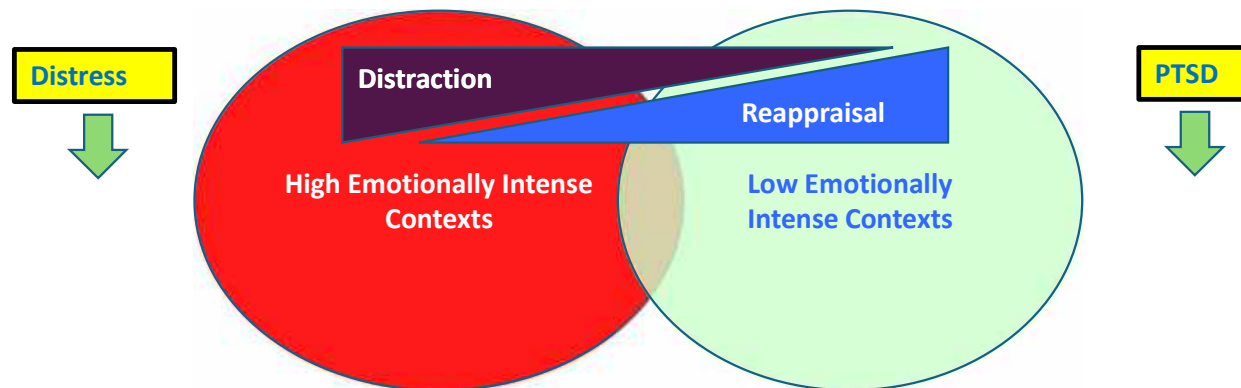 Distress
Distraction
Reappraisal
High Emotionally Intense
Contexts
Low Emotionally
Intense Contexts
PTSD